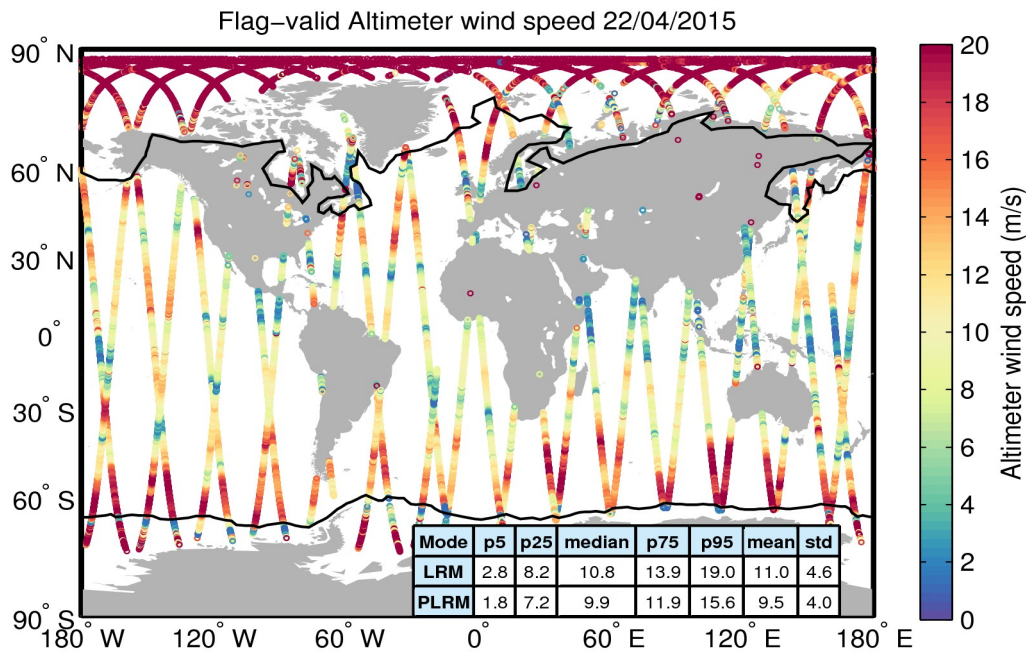 Flag−valid Altimeter wind speed 22/04/2015
90° N
60° N
30° N
0°
30° S
60° S
90° S
180° W
120° W
60° W
0°
60° E
120° E
180° E
Mode p5 p25 median p75 p95 mean std
LRM 2.8 8.2 10.8 13.9 19.0 11.0 4.6
PLRM 1.8 7.2 9.9 11.9 15.6 9.5 4.0
20
18
16
14
12
10
8
6
4
2
0
Altimeter wind speed (m/s)